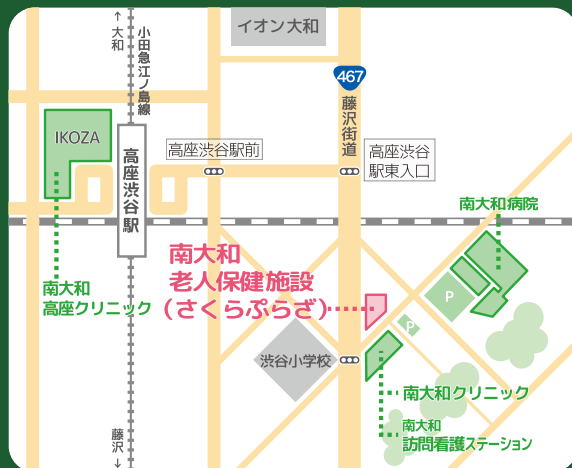 ↑
大和
小田急江ノ島線
イオン大和
467
藤沢街道
IKOZA
高座渋谷駅
高座渋谷駅前
高座渋谷
駅東入口
南大和病院
南大和
高座クリニック
南大和
老人保健施設
(さくらぷらざ)
P
P
渋谷小学校
南大和クリニック
南大和
訪問看護ステーション
藤沢
↓